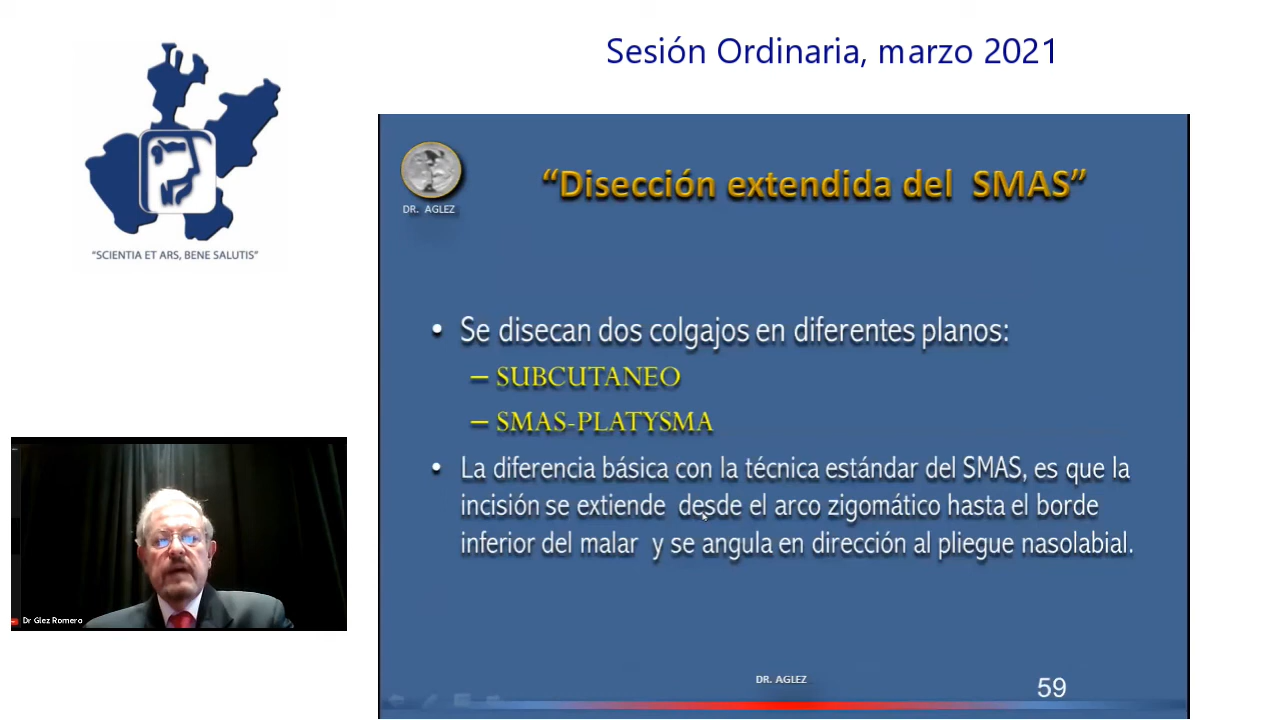 Sesión Ordinaria, marzo 2021
“SCIENTIA ET ARS, BENE SALUTIS”
DR. AGLEZ
“Disección extendida del SMAS”
• Se disecan dos colgajos en diferentes planos:
– SUBCUTANEO
– SMAS-PLATYSMA
• La diferencia básica con la técnica estándar del SMAS, es que la
incisión se extiende desde el arco zigomático hasta el borde
inferior del malar y se angula en dirección al pliegue nasolabial.
Dr Glez Romero
DR. AGLEZ
59